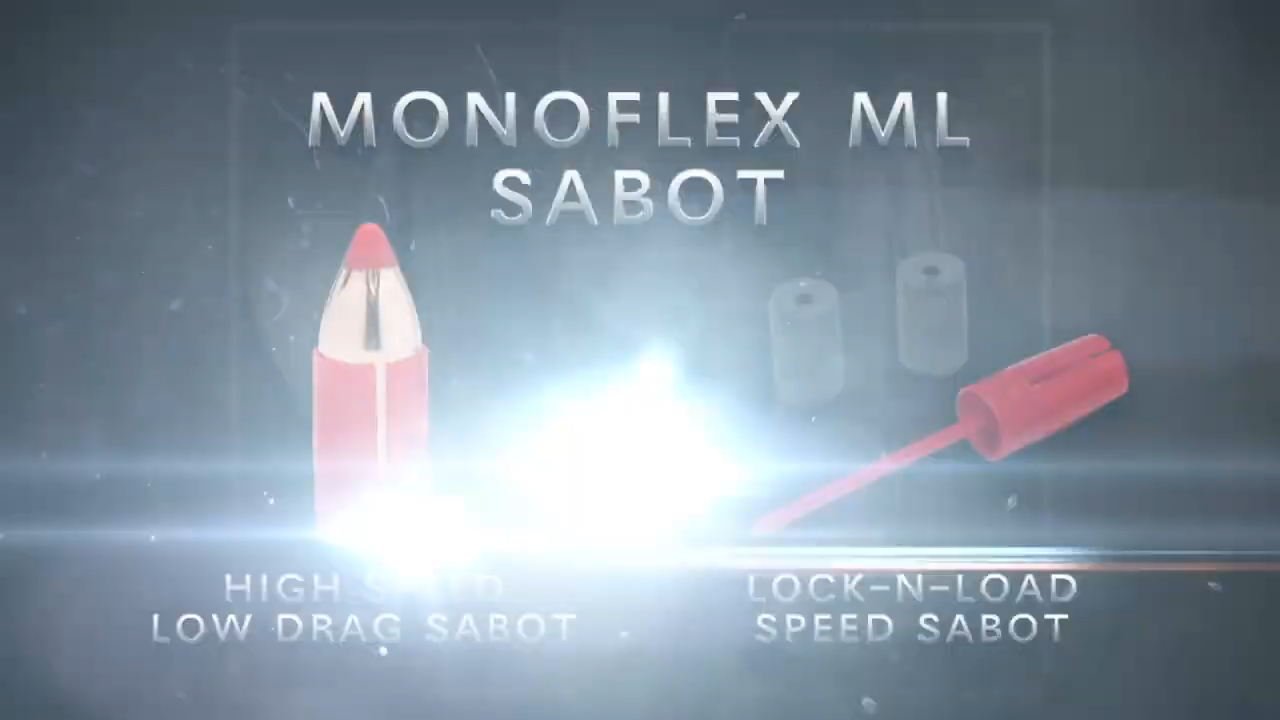 MONOFLEX ML
SABOT
HIGH
LOW DRAG SABOT
LOCK-N-LOAD
SPEED SABOT